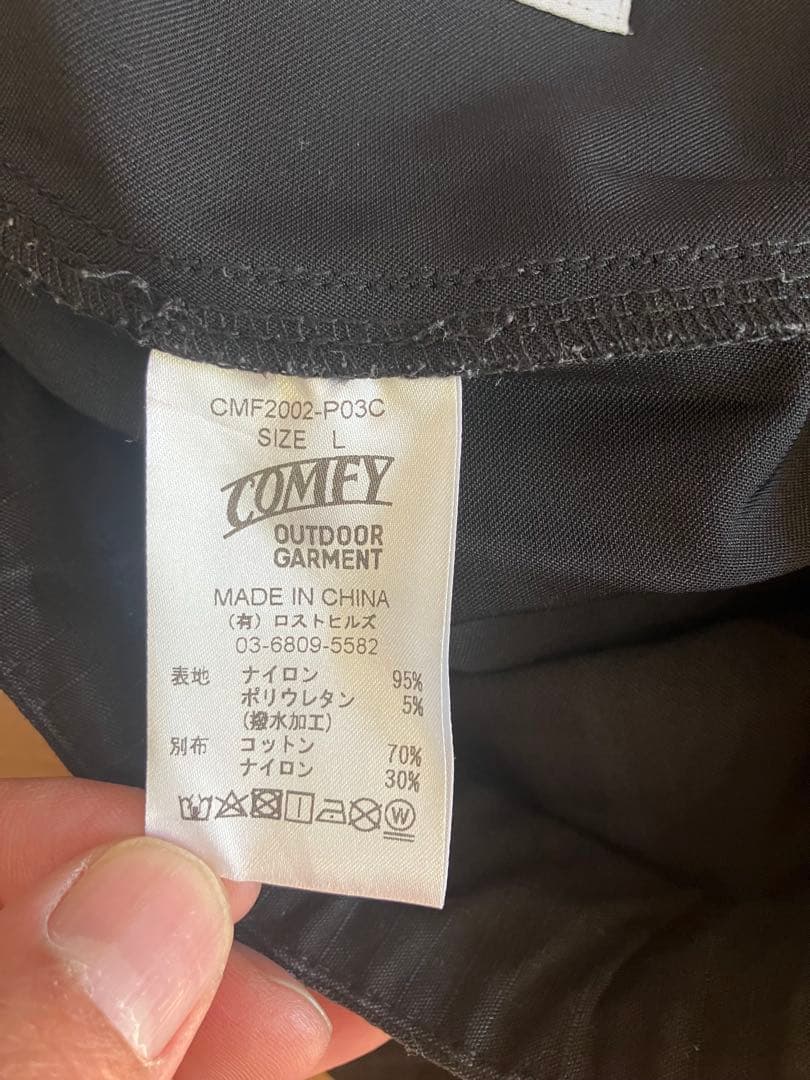 CMF2002-P03C
SIZE L
COMFY
OUTDOOR
GARMENT
MADE IN CHINA
(有) ロストヒルズ
03-6809-5582
表地 ナイロン 95%
ポリウレタン 5%
(撥水加工)
別布 コットン 70%
ナイロン 30%
W